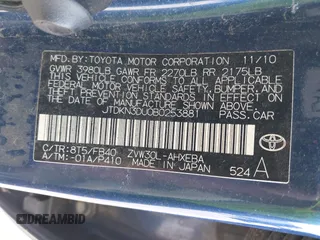 MFD.BY:TOYOTA MOTOR CORPORATION 11/10
GVWR 3980LB GAWR FR 2270LB RR 2175LB
THIS VEHICLE CONFORMS TO ALL APPLICABLE
FEDERAL MOTOR VEHICLE SAFETY, BUMPER, AND
THEFT PREVENTION STANDARDS IN EFFECT ON THE DATE OF
MANUFACTURE SHOWN ABOVE.
JTDKN3DU0B0253881 PASS.CAR
C/TR:8T5/FB40 ZVW30L-AHXEBA
A/TM:-01A/P410 MADE IN JAPAN
524 A
TOYOTA
DREAMBID